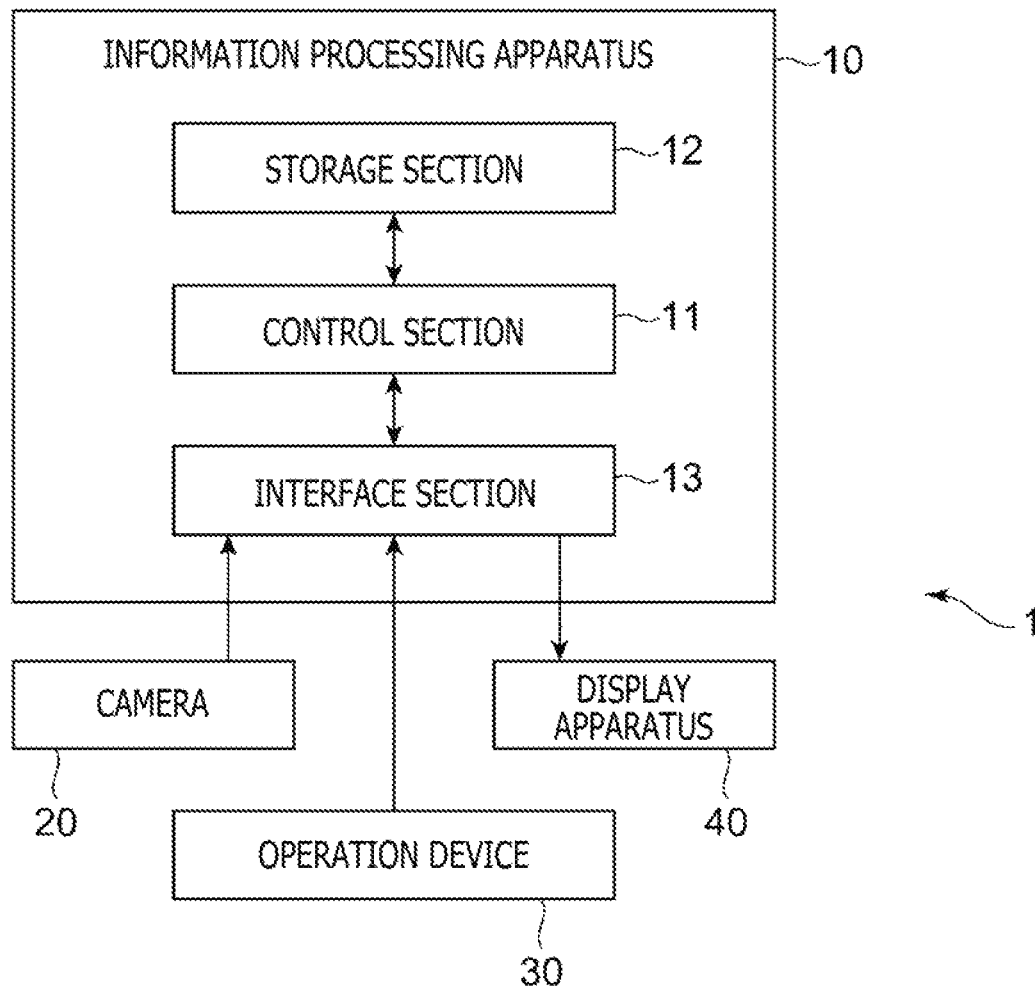 INFORMATION PROCESSING APPARATUS
10
STORAGE SECTION
12
CONTROL SECTION
11
INTERFACE SECTION
13
1
CAMERA
20
DISPLAY
APPARATUS
40
OPERATION DEVICE
30